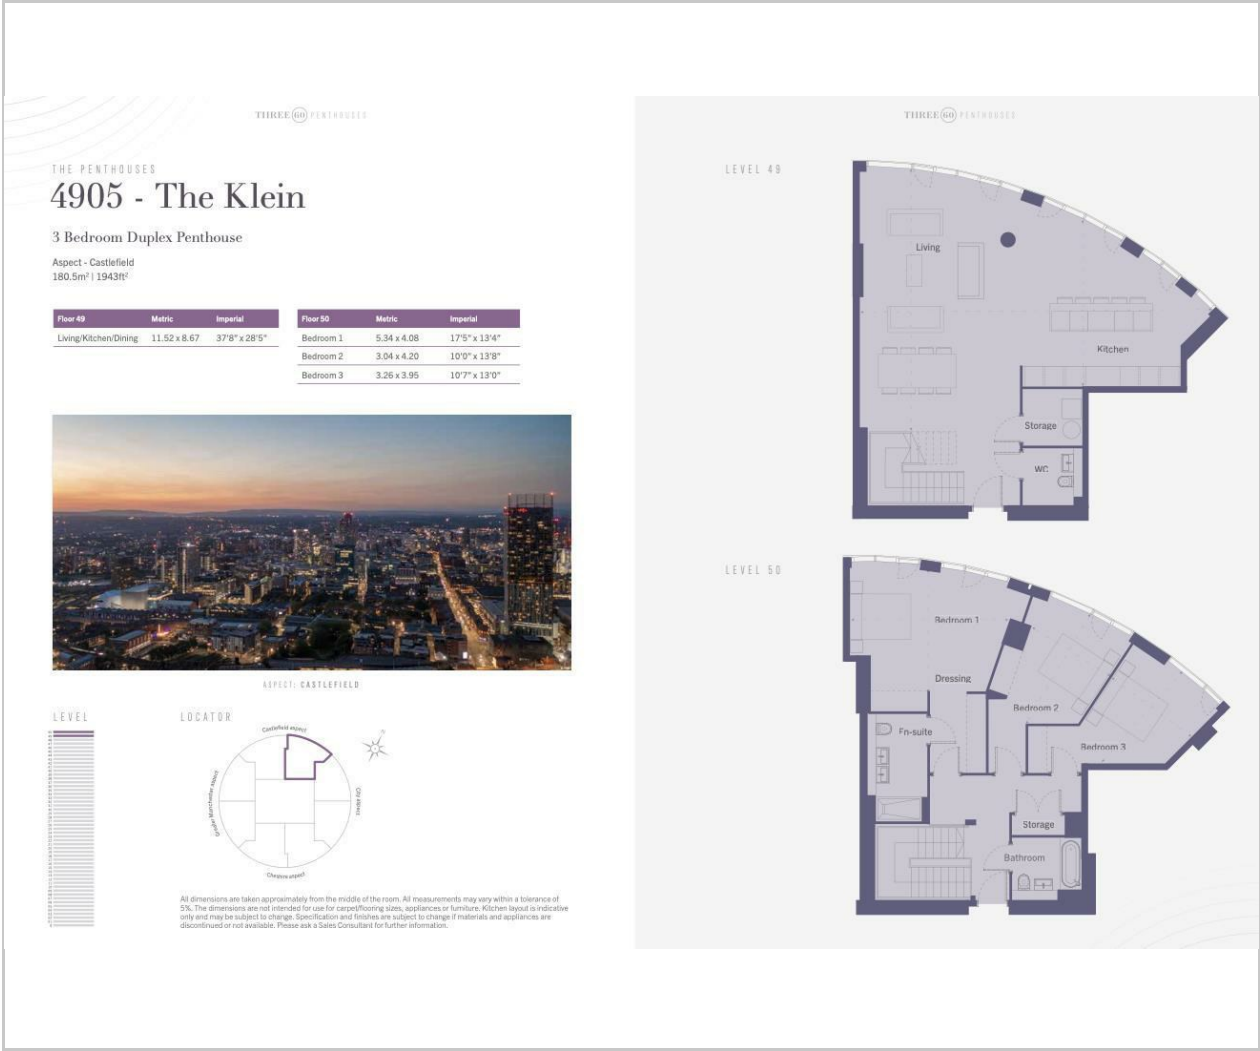 THREE 60 PENTHOUSES
THE PENTHOUSES
4905 - The Klein
3 Bedroom Duplex Penthouse
Aspect - Castlefield
180.5m² | 1943ft²
Floor 49 Metric Imperial
Living/Kitchen/Dining 11.52 x 8.67 37'8" x 28'5"
Floor 50 Metric Imperial
Bedroom 1 5.34 x 4.08 17'5" x 13'4"
Bedroom 2 3.04 x 4.20 10'0" x 13'8"
Bedroom 3 3.26 x 3.95 10'7" x 13'0"
ASPECT: CASTLEFIELD
LEVEL
LOCATOR
Castlefield aspect
Greater Manchester aspect
City aspect
Cheshire aspect
N
All dimensions are taken approximately from the middle of the room. All measurements may vary within a tolerance of
5%. The dimensions are not intended for use for carpet/flooring sizes, appliances or furniture. Kitchen layout is indicative
only and may be subject to change. Specification and finishes are subject to change if materials and appliances are
discontinued or not available. Please ask a Sales Consultant for further information.
THREE 60 PENTHOUSES
LEVEL 49
Living
Kitchen
Storage
WC
LEVEL 50
Bedroom 1
Dressing
Bedroom 2
En-suite
Bedroom 3
Storage
Bathroom